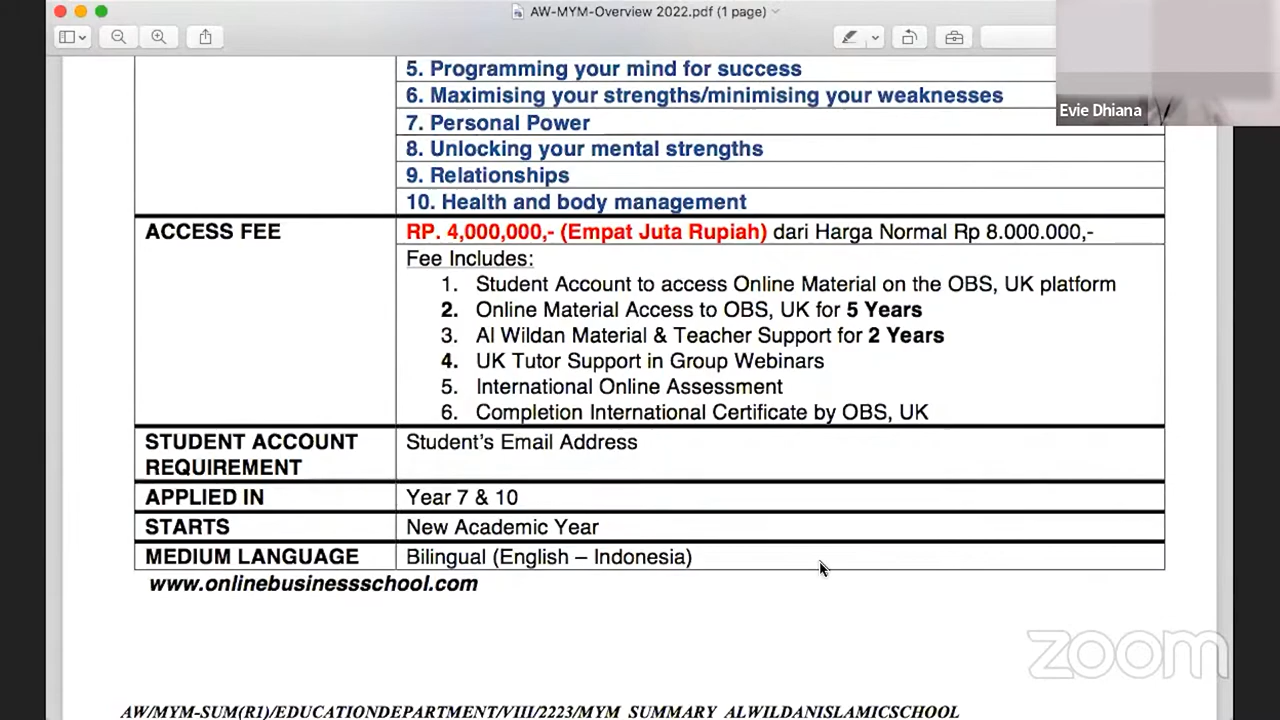 AW-MYM-Overview 2022.pdf (1 page)
Evie Dhiana
5. Programming your mind for success
6. Maximising your strengths/minimising your weaknesses
7. Personal Power
8. Unlocking your mental strengths
9. Relationships
10. Health and body management
ACCESS FEE
RP. 4,000,000,- (Empat Juta Rupiah) dari Harga Normal Rp 8.000.000,-
Fee Includes:
1. Student Account to access Online Material on the OBS, UK platform
2. Online Material Access to OBS, UK for 5 Years
3. Al Wildan Material & Teacher Support for 2 Years
4. UK Tutor Support in Group Webinars
5. International Online Assessment
6. Completion International Certificate by OBS, UK
STUDENT ACCOUNT
REQUIREMENT
Student's Email Address
APPLIED IN
Year 7 & 10
STARTS
New Academic Year
MEDIUM LANGUAGE
Bilingual (English – Indonesia)
www.onlinebusinessschool.com
zoom
AW/MYM-SUM(R1)/EDUCATIONDEPARTMENT/VIII/2223/MYM_SUMMARY_ALWILDANISLAMICSCHOOL